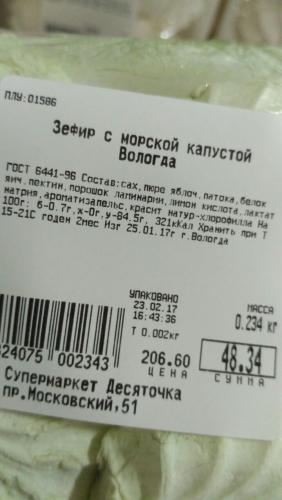 ПЛУ:01586
Зефир с морской капустой
Вологда
ГОСТ 6441-96 Состав:сах,пюре яблоч,патока,белок
яич,пектин,порошок ламинарии,лимон кислота,лактат
натрия,ароматизапельс,красит натур-хлорофилла На
100г: б-0.7г,ж-0г,у-84.5г, 321кКал Хранить при Т
15-21С годен 2мес Изг 25.01.17г г.Вологда
УПАКОВАНО
23.02.17
16:43:36
Т 0.002кг
МАССА
0.234 кг
206.60
ЦЕНА
48.34
СУММА
24075 002343
Супермаркет Десяточка
пр.Московский,51